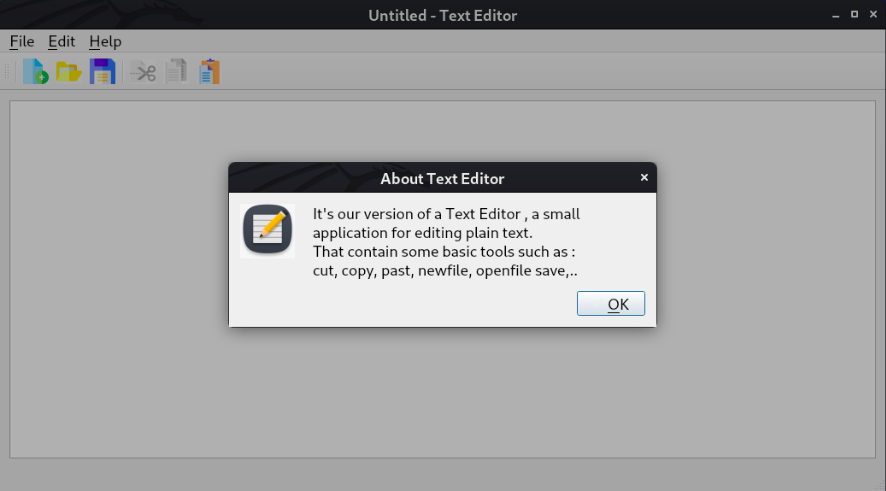 Untitled - Text Editor
File Edit Help
About Text Editor
It's our version of a Text Editor , a small
application for editing plain text.
That contain some basic tools such as :
cut, copy, past, newfile, openfile save,..
OK